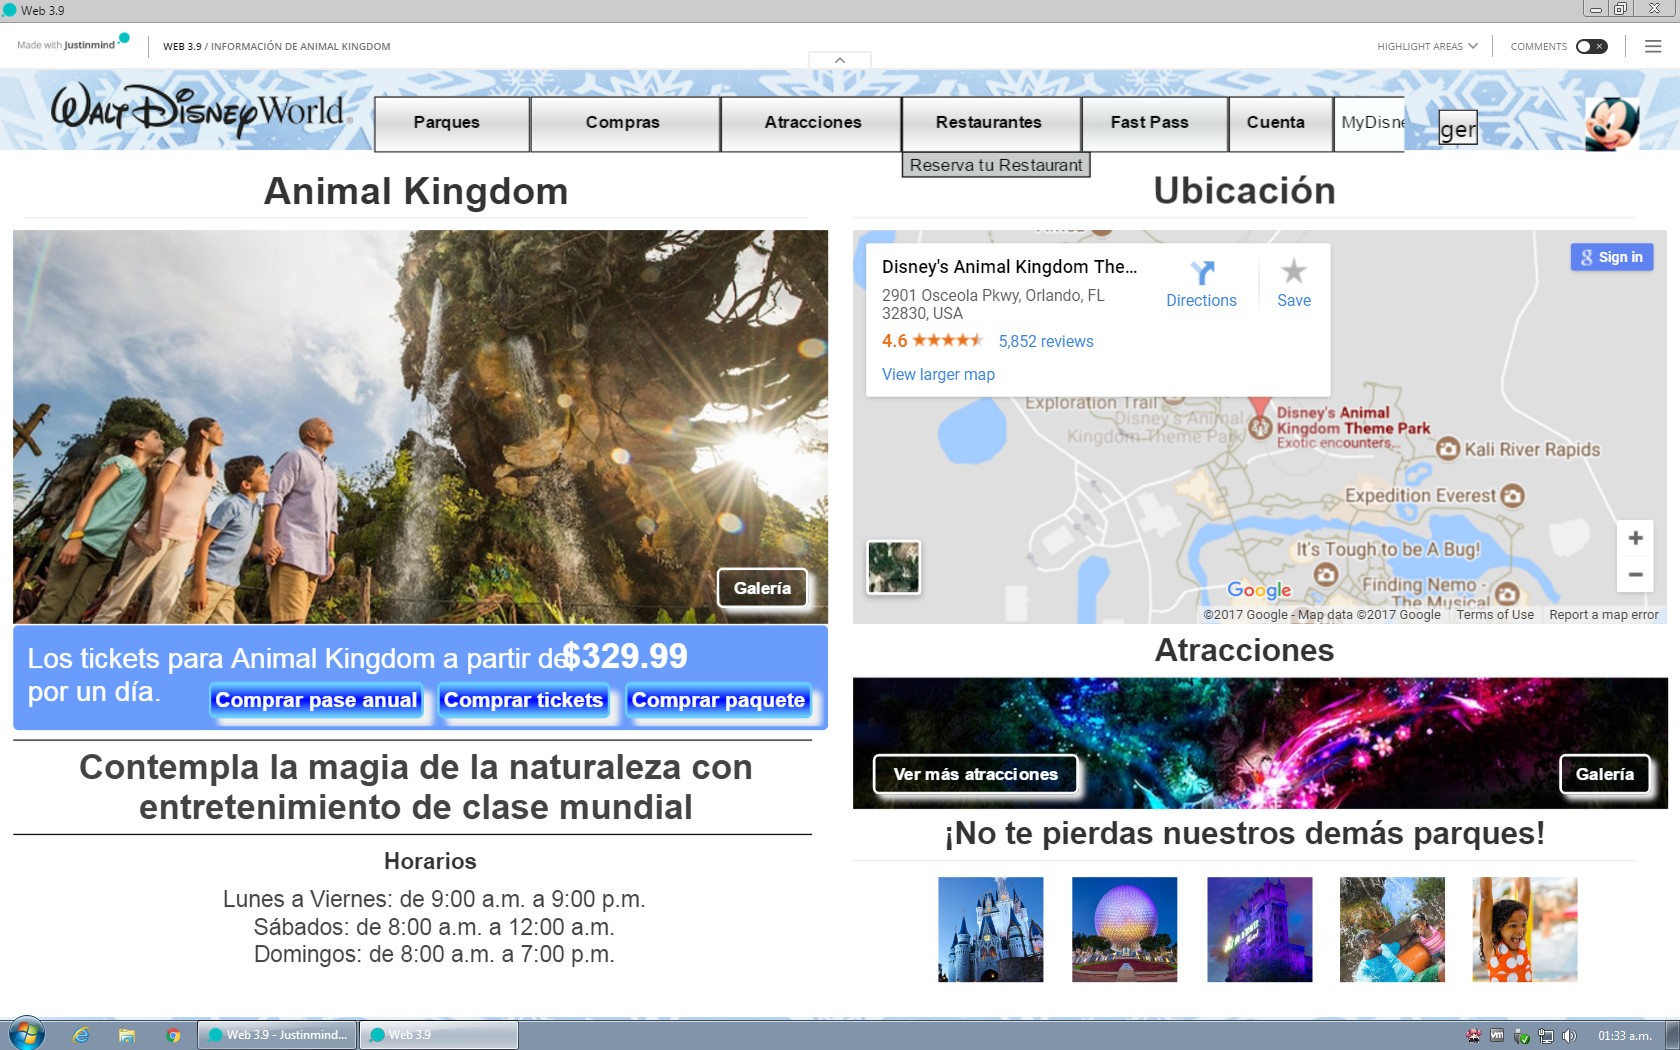 Web 3.9
Made with Justinmind
WEB 3.9 / INFORMACIÓN DE ANIMAL KINGDOM
HIGHLIGHT AREAS
COMMENTS
WALT DISNEY World
Parques
Compras
Atracciones
Restaurantes
Fast Pass
Cuenta
MyDisne
ger
Reserva tu Restaurant
Animal Kingdom
Galería
Los tickets para Animal Kingdom a partir de $329.99
por un día.
Comprar pase anual
Comprar tickets
Comprar paquete
Contempla la magia de la naturaleza con
entretenimiento de clase mundial
Horarios
Lunes a Viernes: de 9:00 a.m. a 9:00 p.m.
Sábados: de 8:00 a.m. a 12:00 a.m.
Domingos: de 8:00 a.m. a 7:00 p.m.
Ubicación
Disney's Animal Kingdom The...
2901 Osceola Pkwy, Orlando, FL
32830, USA
4.6
5,852 reviews
View larger map
Directions
Save
Sign in
Exploration Trail
Disney's Animal
Kingdom Theme Park
Disney's Animal
Kingdom Theme Park
Exotic encounters...
Kali River Rapids
Expedition Everest
It's Tough to be A Bug!
Finding Nemo -
The Musical
Google
©2017 Google - Map data ©2017 Google
Terms of Use
Report a map error
Atracciones
Ver más atracciones
Galería
¡No te pierdas nuestros demás parques!
Web 3.9 - Justinmind...
Web 3.9
01:33 a.m.